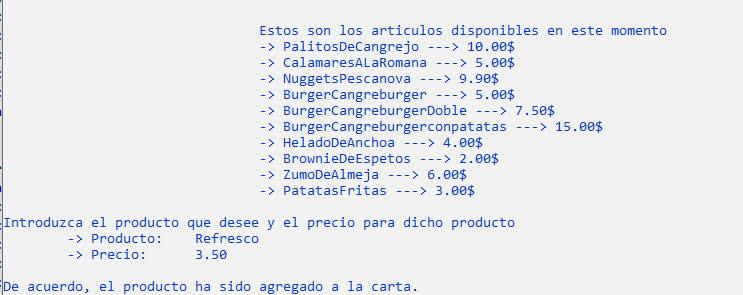 Estos son los articulos disponibles en este momento
-> PalitosDeCangrejo ---> 10.00$
-> CalamaresALaRomana ---> 5.00$
-> NuggetsPescanova ---> 9.90$
-> BurgerCangreburger ---> 5.00$
-> BurgerCangreburgerDoble ---> 7.50$
-> BurgerCangreburgerconpatatas ---> 15.00$
-> HeladoDeAnchoa ---> 4.00$
-> BrownieDeEspetos ---> 2.00$
-> ZumoDeAlmeja ---> 6.00$
-> PatatasFritas ---> 3.00$
Introduzca el producto que desee y el precio para dicho producto
-> Producto: Refresco
-> Precio: 3.50
De acuerdo, el producto ha sido agregado a la carta.